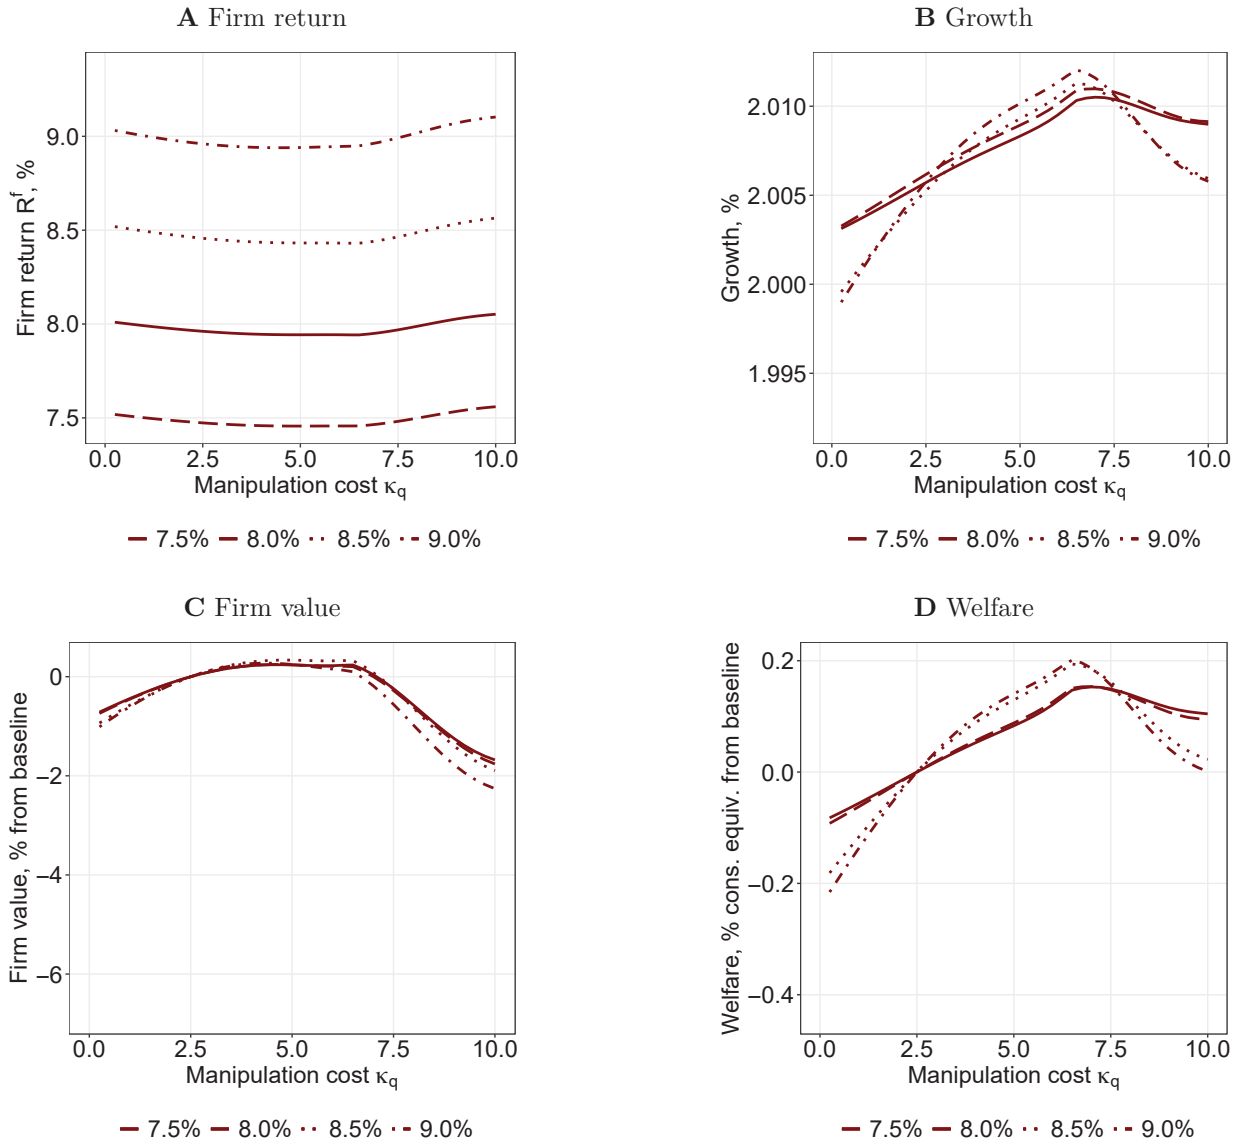 A Firm return
Firm return R^f, %
9.0
8.5
8.0
7.5
0.0 2.5 5.0 7.5 10.0
Manipulation cost κq
7.5% 8.0% 8.5% 9.0%
B Growth
Growth, %
2.010
2.005
2.000
1.995
0.0 2.5 5.0 7.5 10.0
Manipulation cost κq
7.5% 8.0% 8.5% 9.0%
C Firm value
Firm value, % from baseline
0
−2
−4
−6
0.0 2.5 5.0 7.5 10.0
Manipulation cost κq
7.5% 8.0% 8.5% 9.0%
D Welfare
Welfare, % cons. equiv. from baseline
0.2
0.0
−0.2
−0.4
0.0 2.5 5.0 7.5 10.0
Manipulation cost κq
7.5% 8.0% 8.5% 9.0%